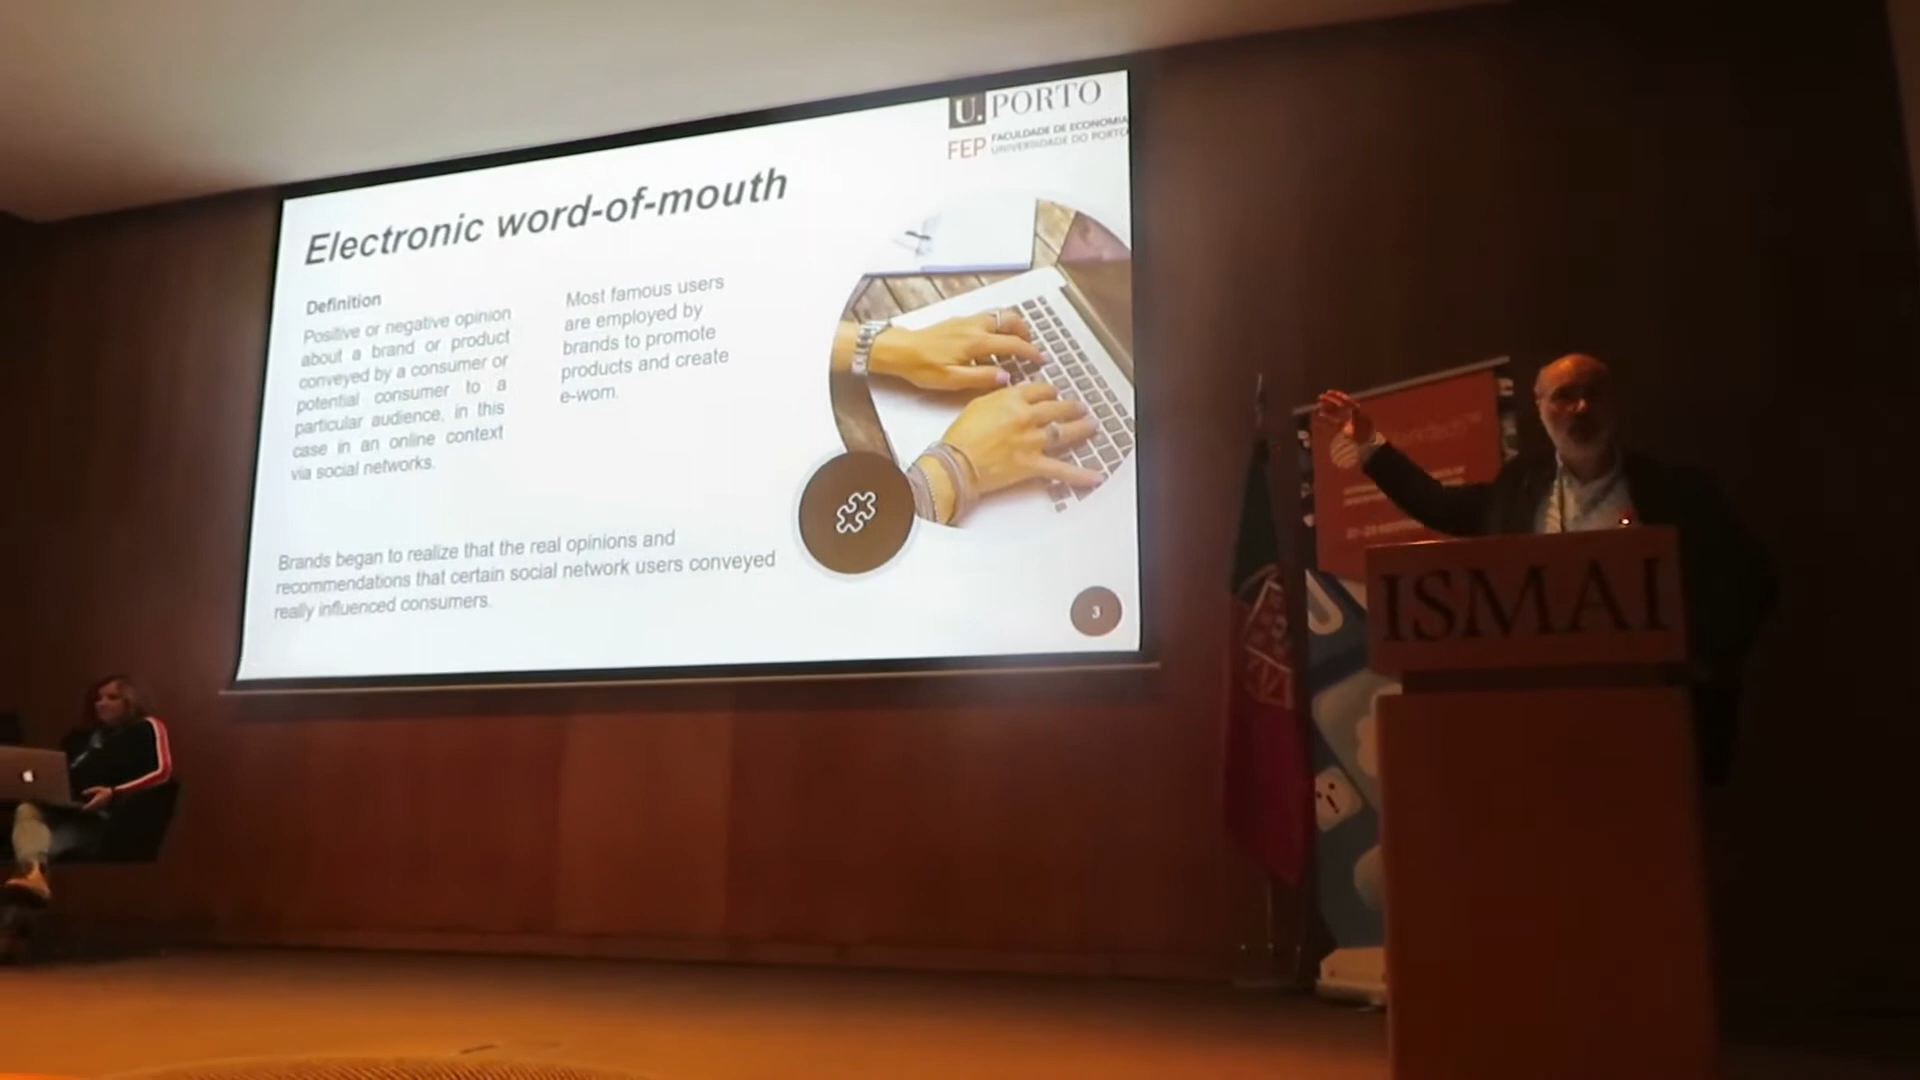 U. PORTO
FEP FACULDADE DE ECONOMIA
UNIVERSIDADE DO PORTO
Electronic word-of-mouth
Definition
Positive or negative opinion
about a brand or product
conveyed by a consumer or
potential consumer to a
particular audience, in this
case in an online context
via social networks.
Most famous users
are employed by
brands to promote
products and create
e-wom.
Brands began to realize that the real opinions and
recommendations that certain social network users conveyed
really influenced consumers.
3
ISMAI